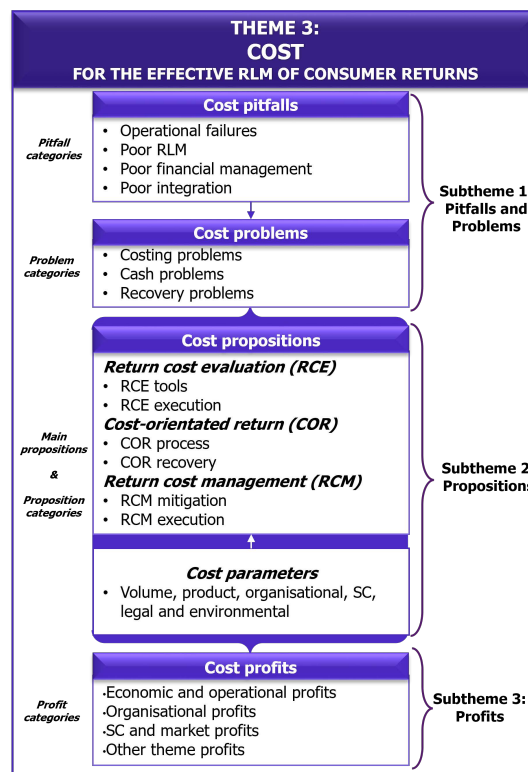 THEME 3:
COST
FOR THE EFFECTIVE RLM OF CONSUMER RETURNS
Cost pitfalls
Pitfall
categories
• Operational failures
• Poor RLM
• Poor financial management
• Poor integration
Subtheme 1:
Pitfalls and
Problems
Cost problems
Problem
categories
• Costing problems
• Cash problems
• Recovery problems
Cost propositions
Main
propositions
&
Proposition
categories
Return cost evaluation (RCE)
• RCE tools
• RCE execution
Cost-orientated return (COR)
• COR process
• COR recovery
Return cost management (RCM)
• RCM mitigation
• RCM execution
Subtheme 2:
Propositions
Cost parameters
• Volume, product, organisational, SC,
legal and environmental
Cost profits
Profit
categories
•Economic and operational profits
•Organisational profits
•SC and market profits
•Other theme profits
Subtheme 3:
Profits